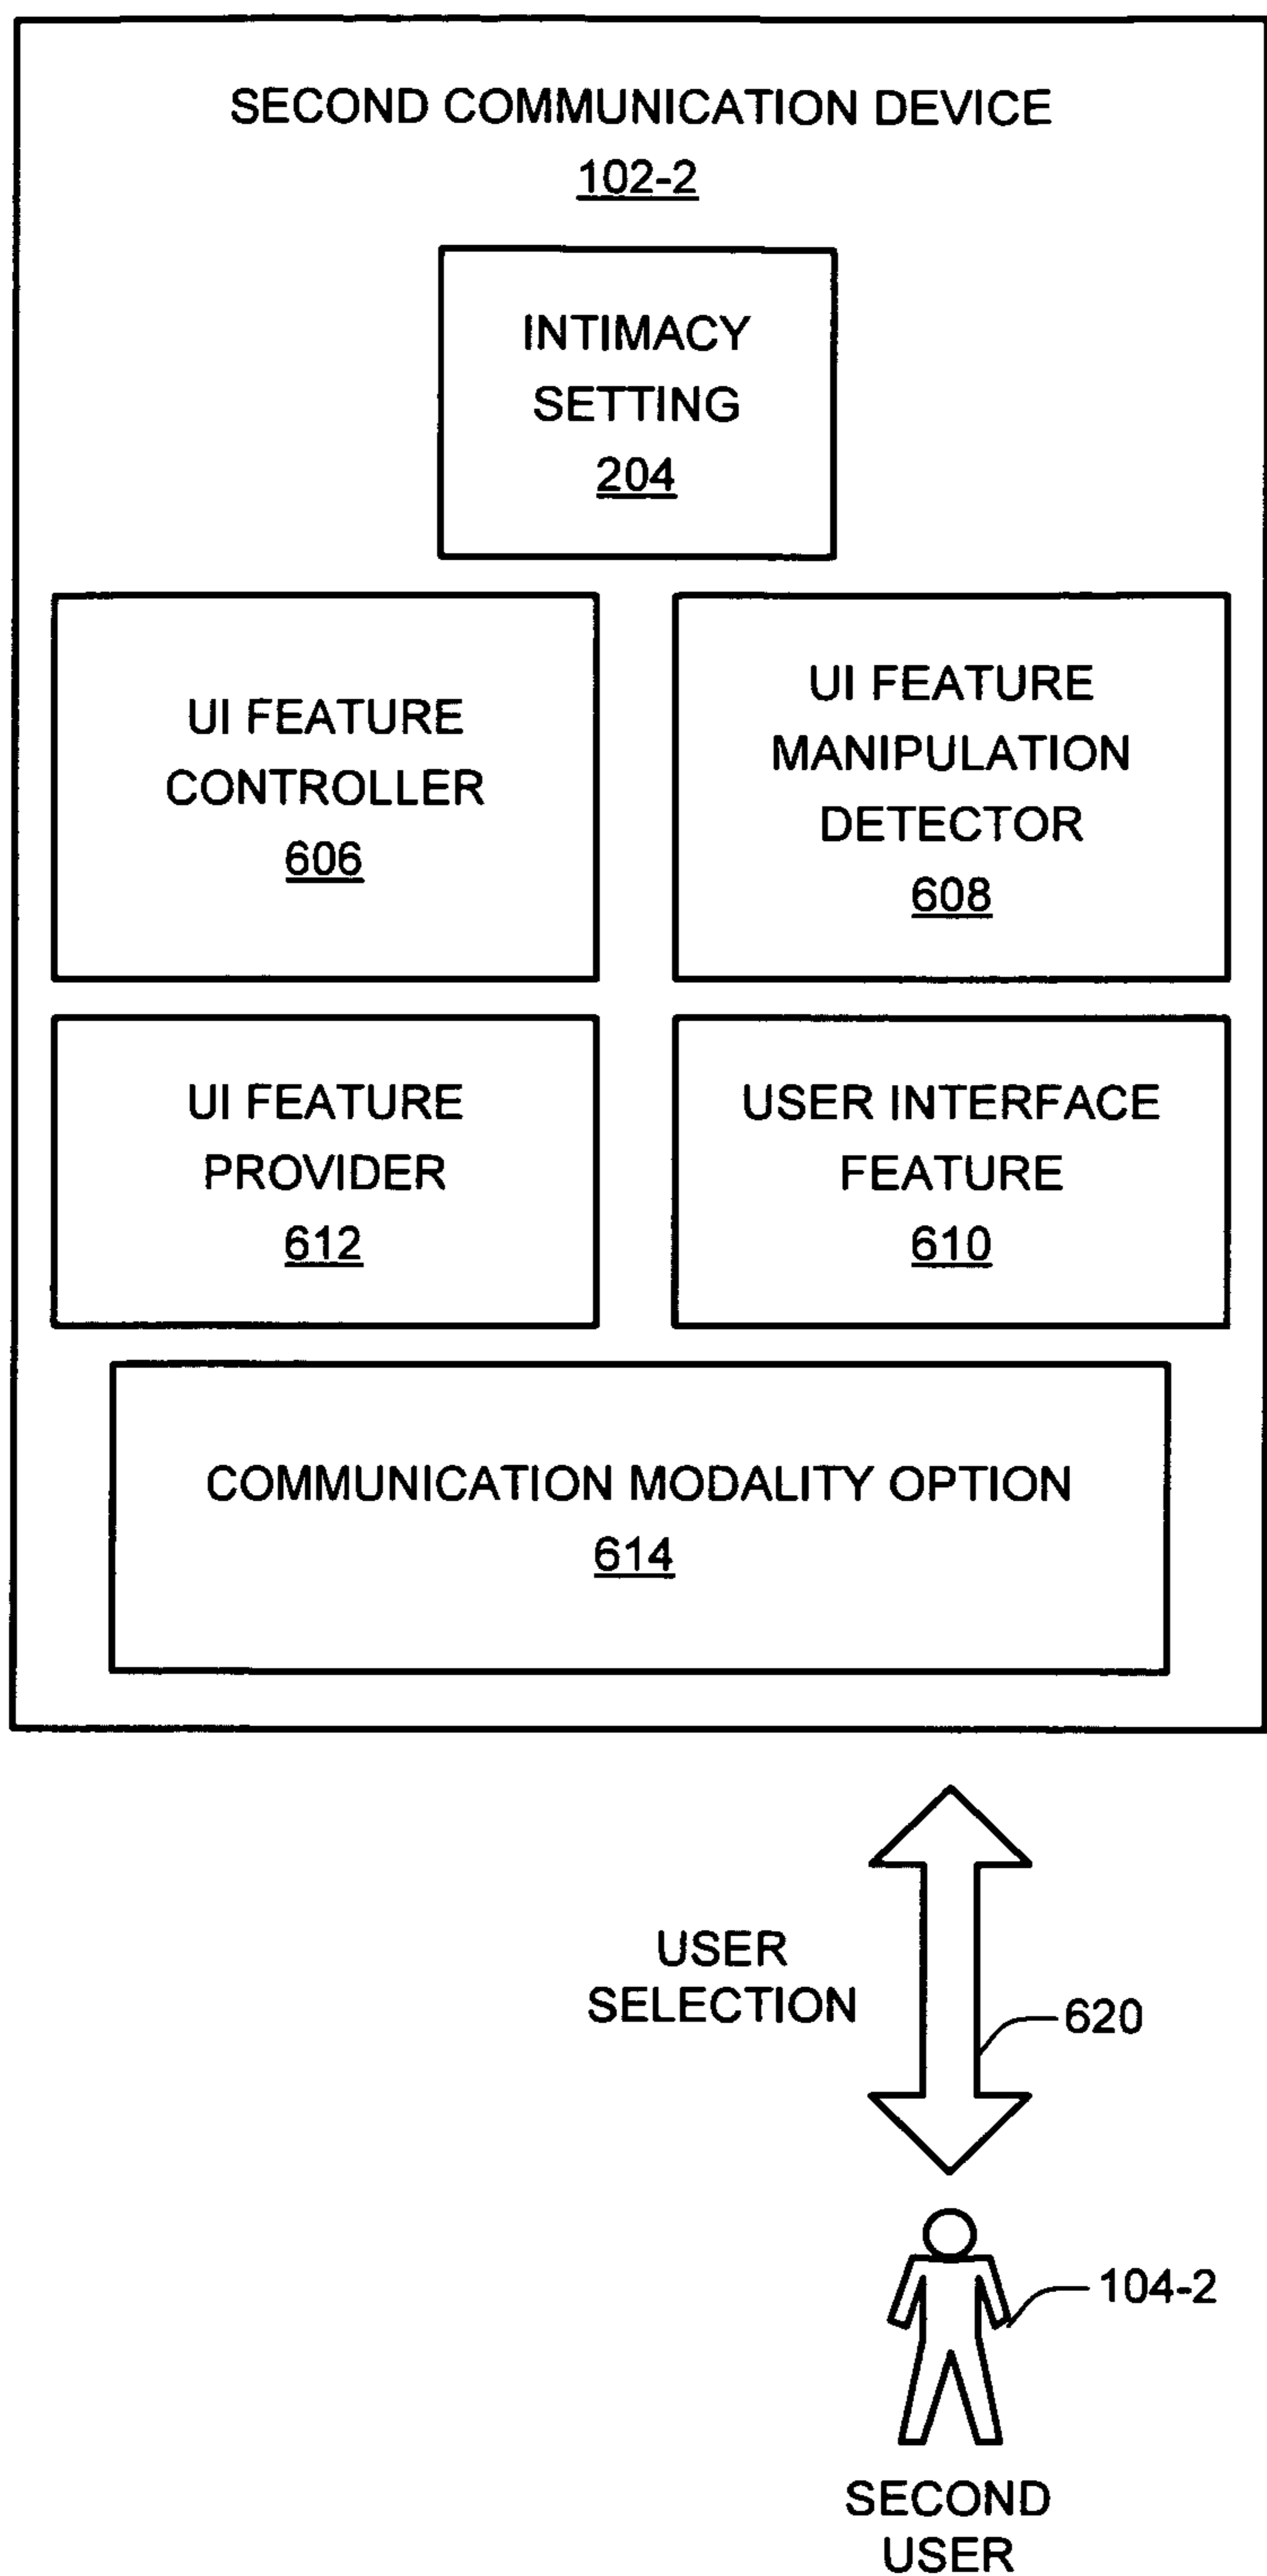 SECOND COMMUNICATION DEVICE
102-2
INTIMACY
SETTING
204
UI FEATURE
CONTROLLER
606
UI FEATURE
MANIPULATION
DETECTOR
608
UI FEATURE
PROVIDER
612
USER INTERFACE
FEATURE
610
COMMUNICATION MODALITY OPTION
614
USER
SELECTION
620
104-2
SECOND
USER